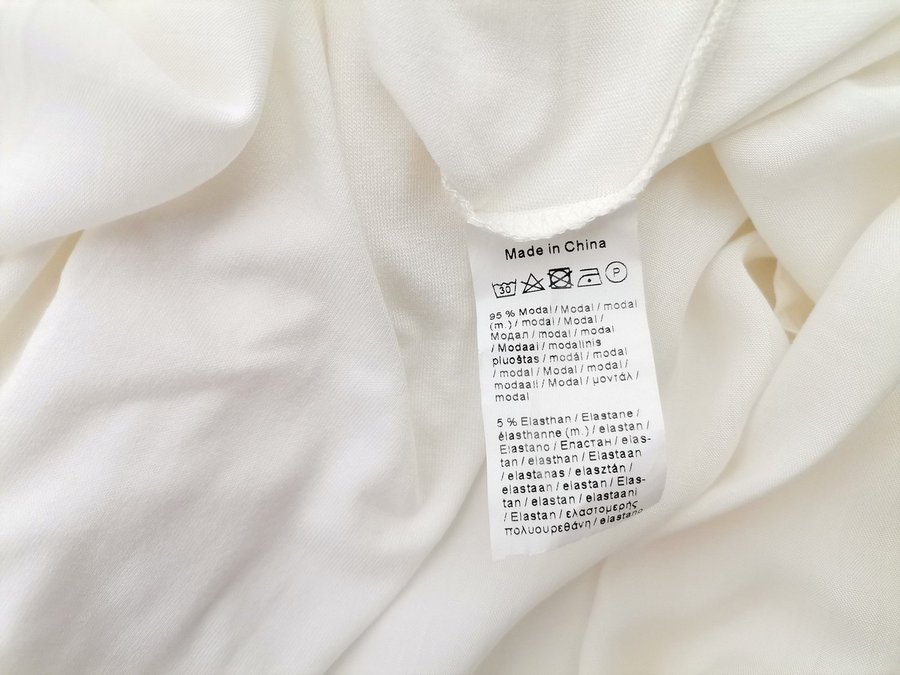 Made in China
30 P
95 % Modal / Modal / modal
(m.) / modal / Modal /
Модал / modal / modal
/ Modaal / modalinis
pluoštas / modál / modal
/ modal / Modal / modal /
modaali / Modal / μοντάλ /
modal
5 % Elasthan / Elastane /
élasthanne (m.) / elastan /
Elastano / Еластан / elas-
tan / elasthan / Elastaan
/ elastanas / elasztán /
elastaan / elastan / Elas-
tan / elastan / elastaani
/ Elastan / ελαστομερής
πολυουρεθάνη / elastano